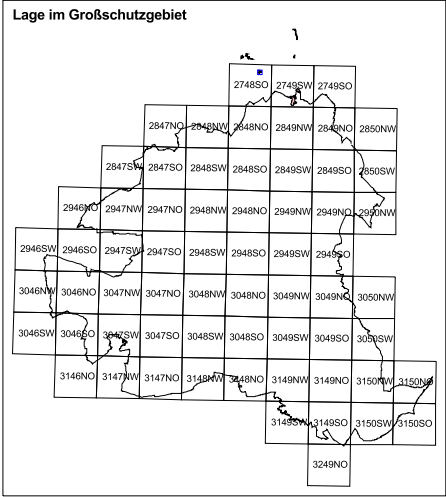 Lage im Großschutzgebiet
2748SO 2749SW 2749SO
2847NO 2848NW 2848NO 2849NW 2849NO 2850NW
2847SW 2847SO 2848SW 2848SO 2849SW 2849SO 2850SW
2946NO 2947NW 2947NO 2948NW 2948NO 2949NW 2949NO 2950NW
2946SW 2946SO 2947SW 2947SO 2948SW 2948SO 2949SW 2949SO
3046NW 3046NO 3047NW 3047NO 3048NW 3048NO 3049NW 3049NO 3050NW
3046SW 3046SO 3047SW 3047SO 3048SW 3048SO 3049SW 3049SO 3050SW
3146NO 3147NW 3147NO 3148NW 3148NO 3149NW 3149NO 3150NW 3150NO
3149SW 3149SO 3150SW 3150SO
3249NO